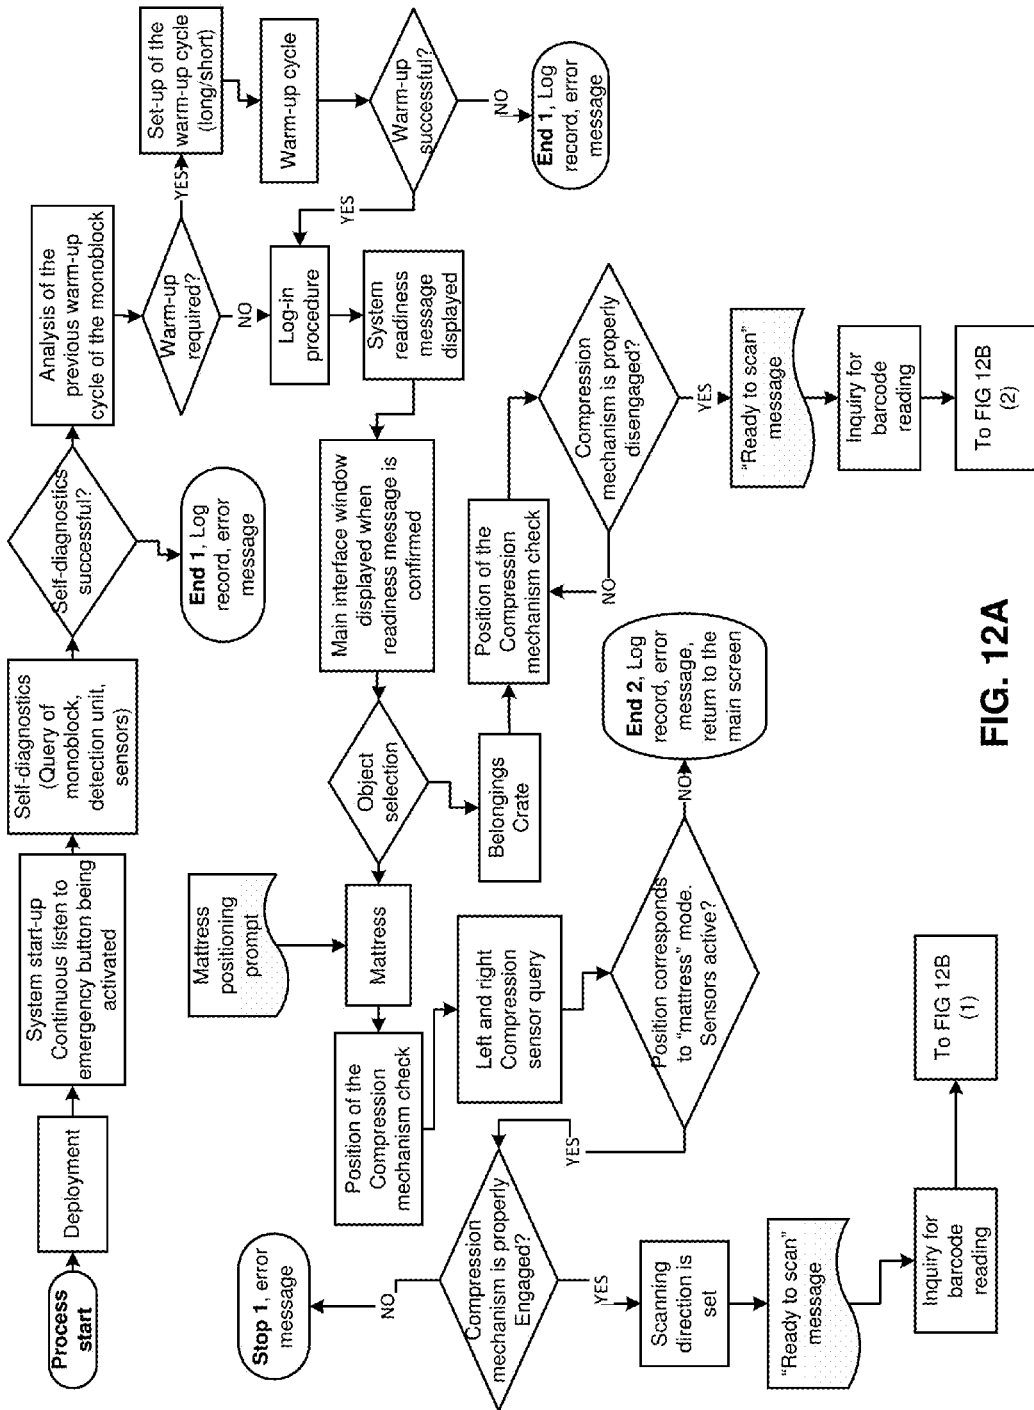 Process
start
Deployment
System start-up
Continuous listen to
emergency button being
activated
Self-diagnostics
(Query of
monoblock,
detection unit,
sensors)
Self-diagnostics
successful?
End 1, Log
record, error
message
Analysis of the
previous warm-up
cycle of the monoblock
Warm-up
required?
YES
Set-up of the
warm-up cycle
(long/short)
Warm-up cycle
Warm-up
successful?
NO
End 1, Log
record, error
message
YES
NO
Log-in
procedure
System
readiness
message
displayed
Main interface window
displayed when
readiness message is
confirmed
Object
selection
Mattress
positioning
prompt
Mattress
Belongings
Crate
Position of the
Compression
mechanism check
Compression
mechanism is properly
disengaged?
NO
YES
"Ready to scan"
message
Inquiry for
barcode
reading
To FIG 12B
(2)
Position of the
Compression
mechanism check
Left and right
Compression
sensor query
Position corresponds
to "mattress" mode.
Sensors active?
NO
End 2, Log
record, error
message,
return to the
main screen
YES
Compression
mechanism is properly
Engaged?
NO
Stop 1, error
message
YES
Scanning
direction is
set
"Ready to scan"
message
Inquiry for
barcode
reading
To FIG 12B
(1)
FIG. 12A